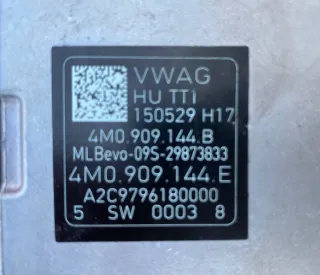 VWAG
HU TTI
150529 H17
4M0.909.144.B
MLBevo-09S-29873833
4M0.909.144.E
A2C9796180000
5 SW 0003 8